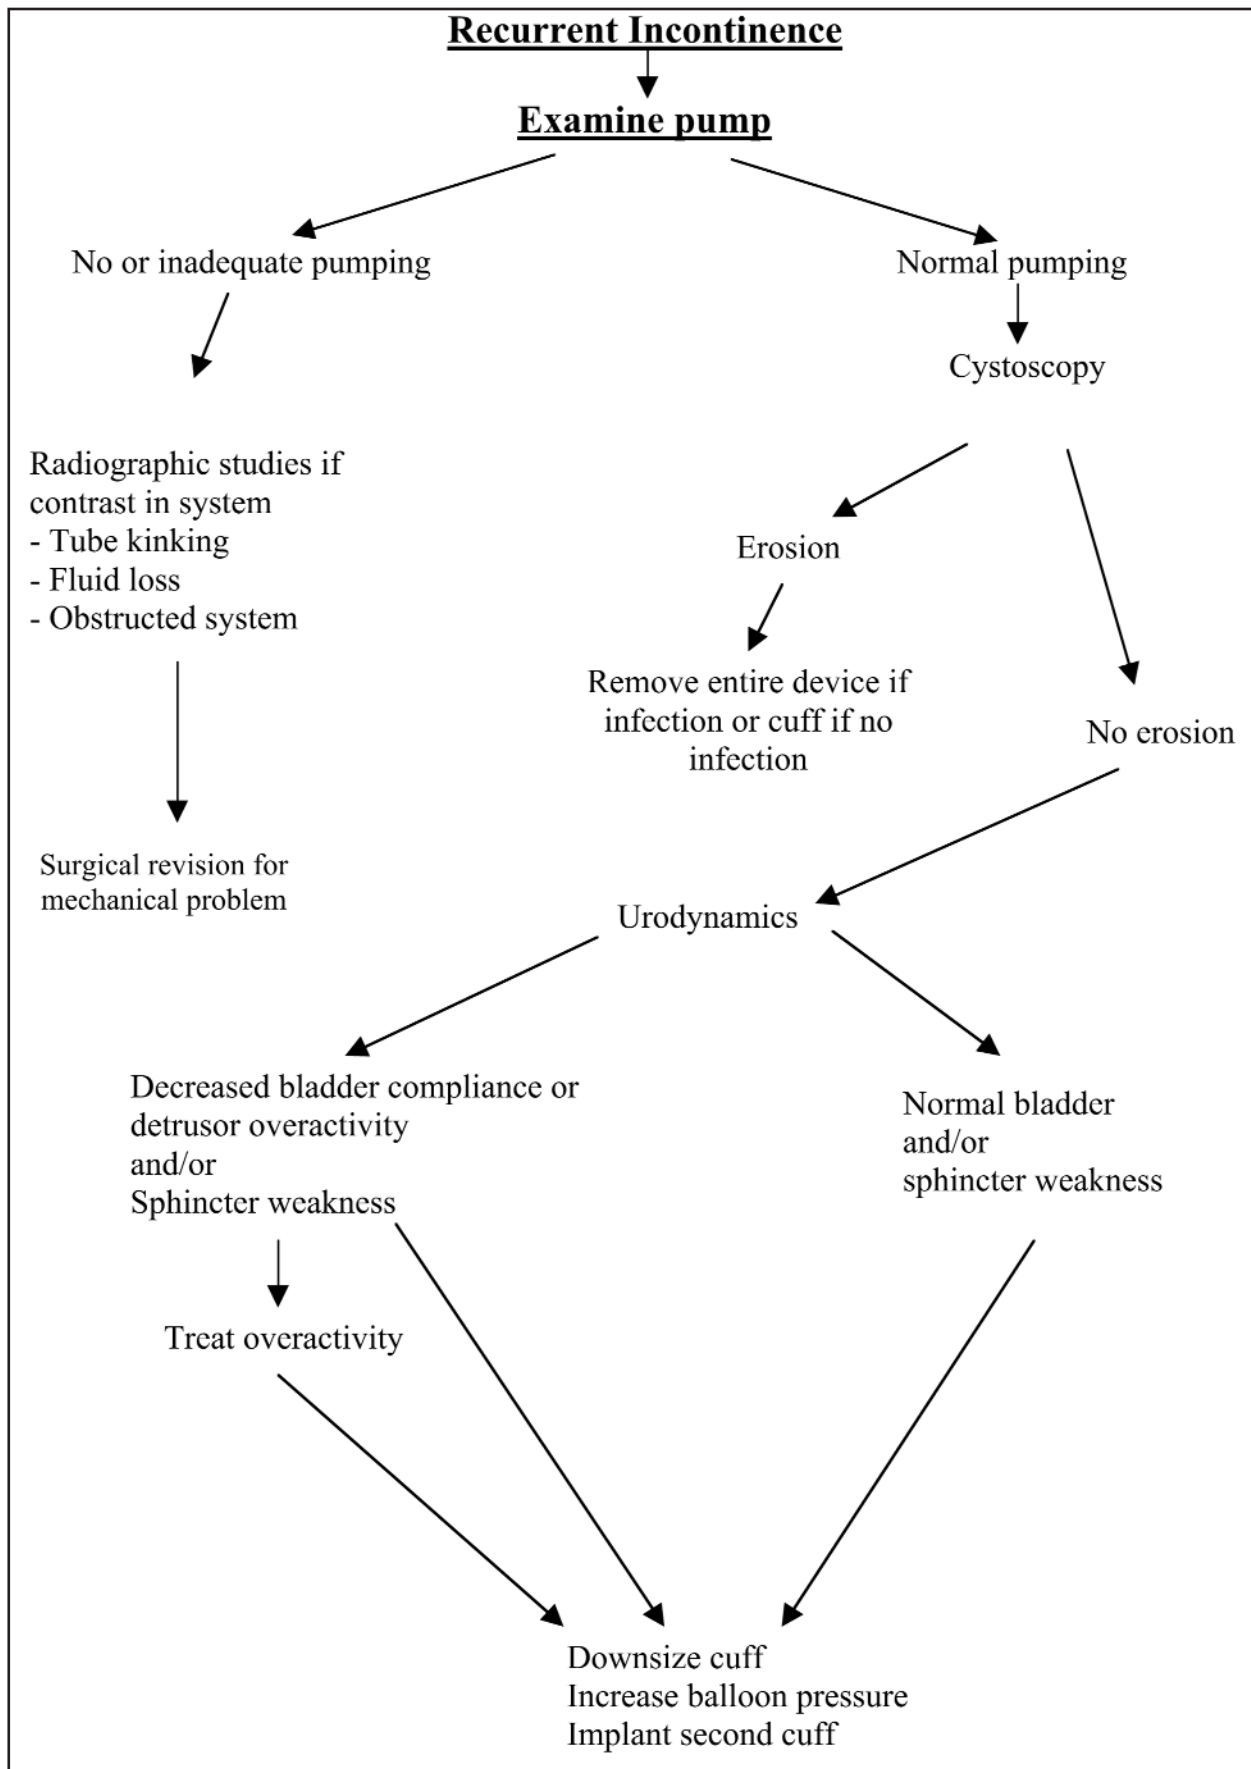 Recurrent Incontinence
Examine pump
No or inadequate pumping
Normal pumping
Cystoscopy
Radiographic studies if
contrast in system
- Tube kinking
- Fluid loss
- Obstructed system
Erosion
Remove entire device if
infection or cuff if no
infection
No erosion
Surgical revision for
mechanical problem
Urodynamics
Decreased bladder compliance or
detrusor overactivity
and/or
Sphincter weakness
Normal bladder
and/or
sphincter weakness
Treat overactivity
Downsize cuff
Increase balloon pressure
Implant second cuff